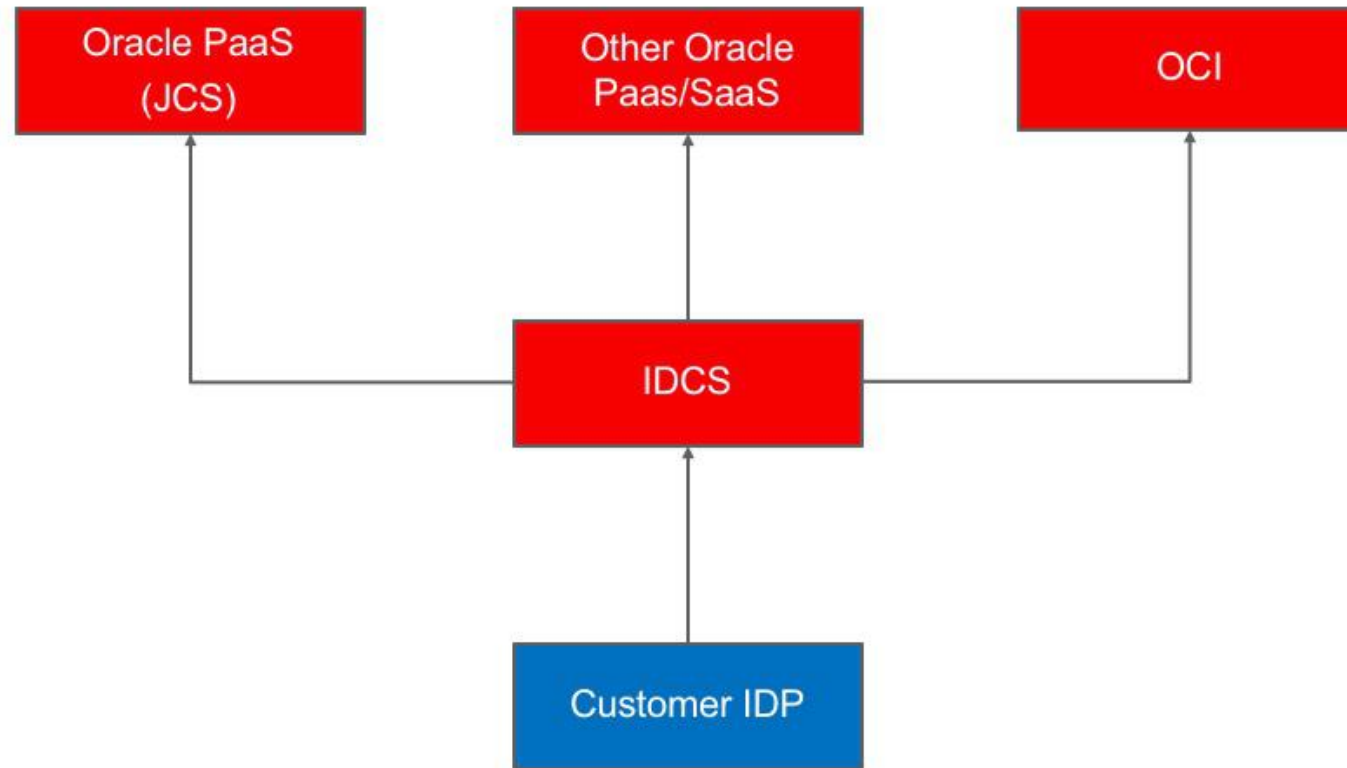 Oracle PaaS
(JCS)
Other Oracle
Paas/SaaS
OCI
IDCS
Customer IDP